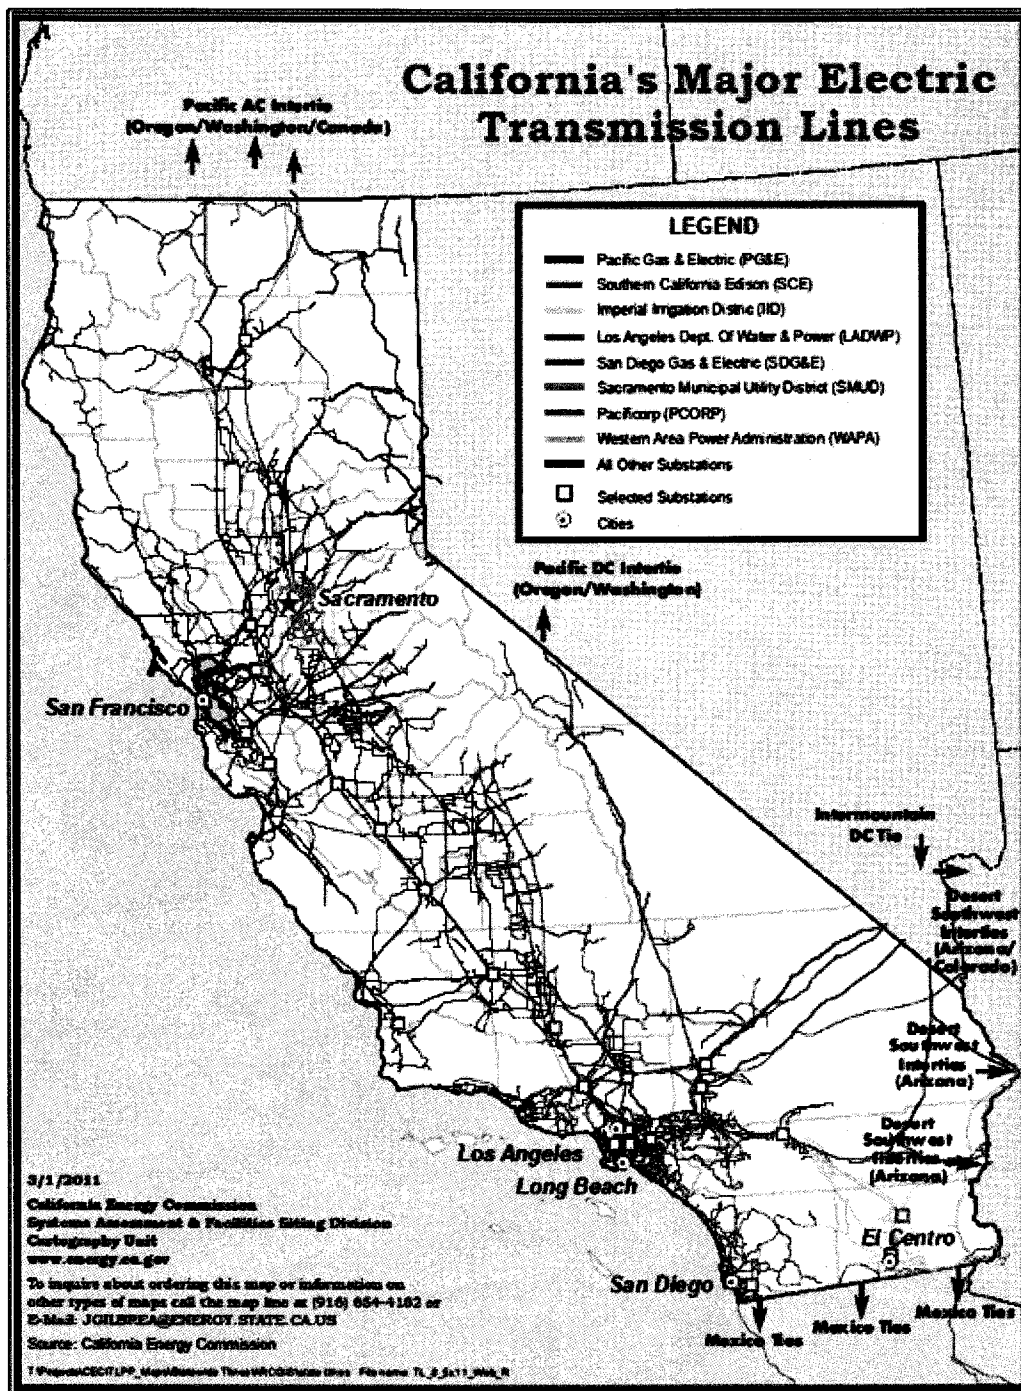 California's Major Electric
Transmission Lines
Pacific AC Intertie
(Oregon/Washington/Canada)
LEGEND
Pacific Gas & Electric (PG&E)
Southern California Edison (SCE)
Imperial Irrigation Distric (IID)
Los Angeles Dept. Of Water & Power (LADWP)
San Diego Gas & Electric (SDG&E)
Sacramento Municipal Utility District (SMUD)
Pacificorp (PCORP)
Western Area Power Administration (WAPA)
All Other Substations
Selected Substations
Cities
Pacific DC Intertie
(Oregon/Washington)
Sacramento
San Francisco
Intermountain
DC Tie
Desert
Southwest
Interties
(Arizona/
Colorado)
Desert
Southwest
Interties
(Arizona)
Desert
Southwest
Interties
(Arizona)
Los Angeles
Long Beach
El Centro
San Diego
Mexico Ties
Mexico Ties
Mexico Ties
3/1/2011
California Energy Commission
Systems Assessment & Facilities Siting Division
Cartography Unit
www.energy.ca.gov
To inquire about ordering this map or information on
other types of maps call the map line at (916) 654-4182 or
E-Mail: JGILBREA@ENERGY.STATE.CA.US
Source: California Energy Commission